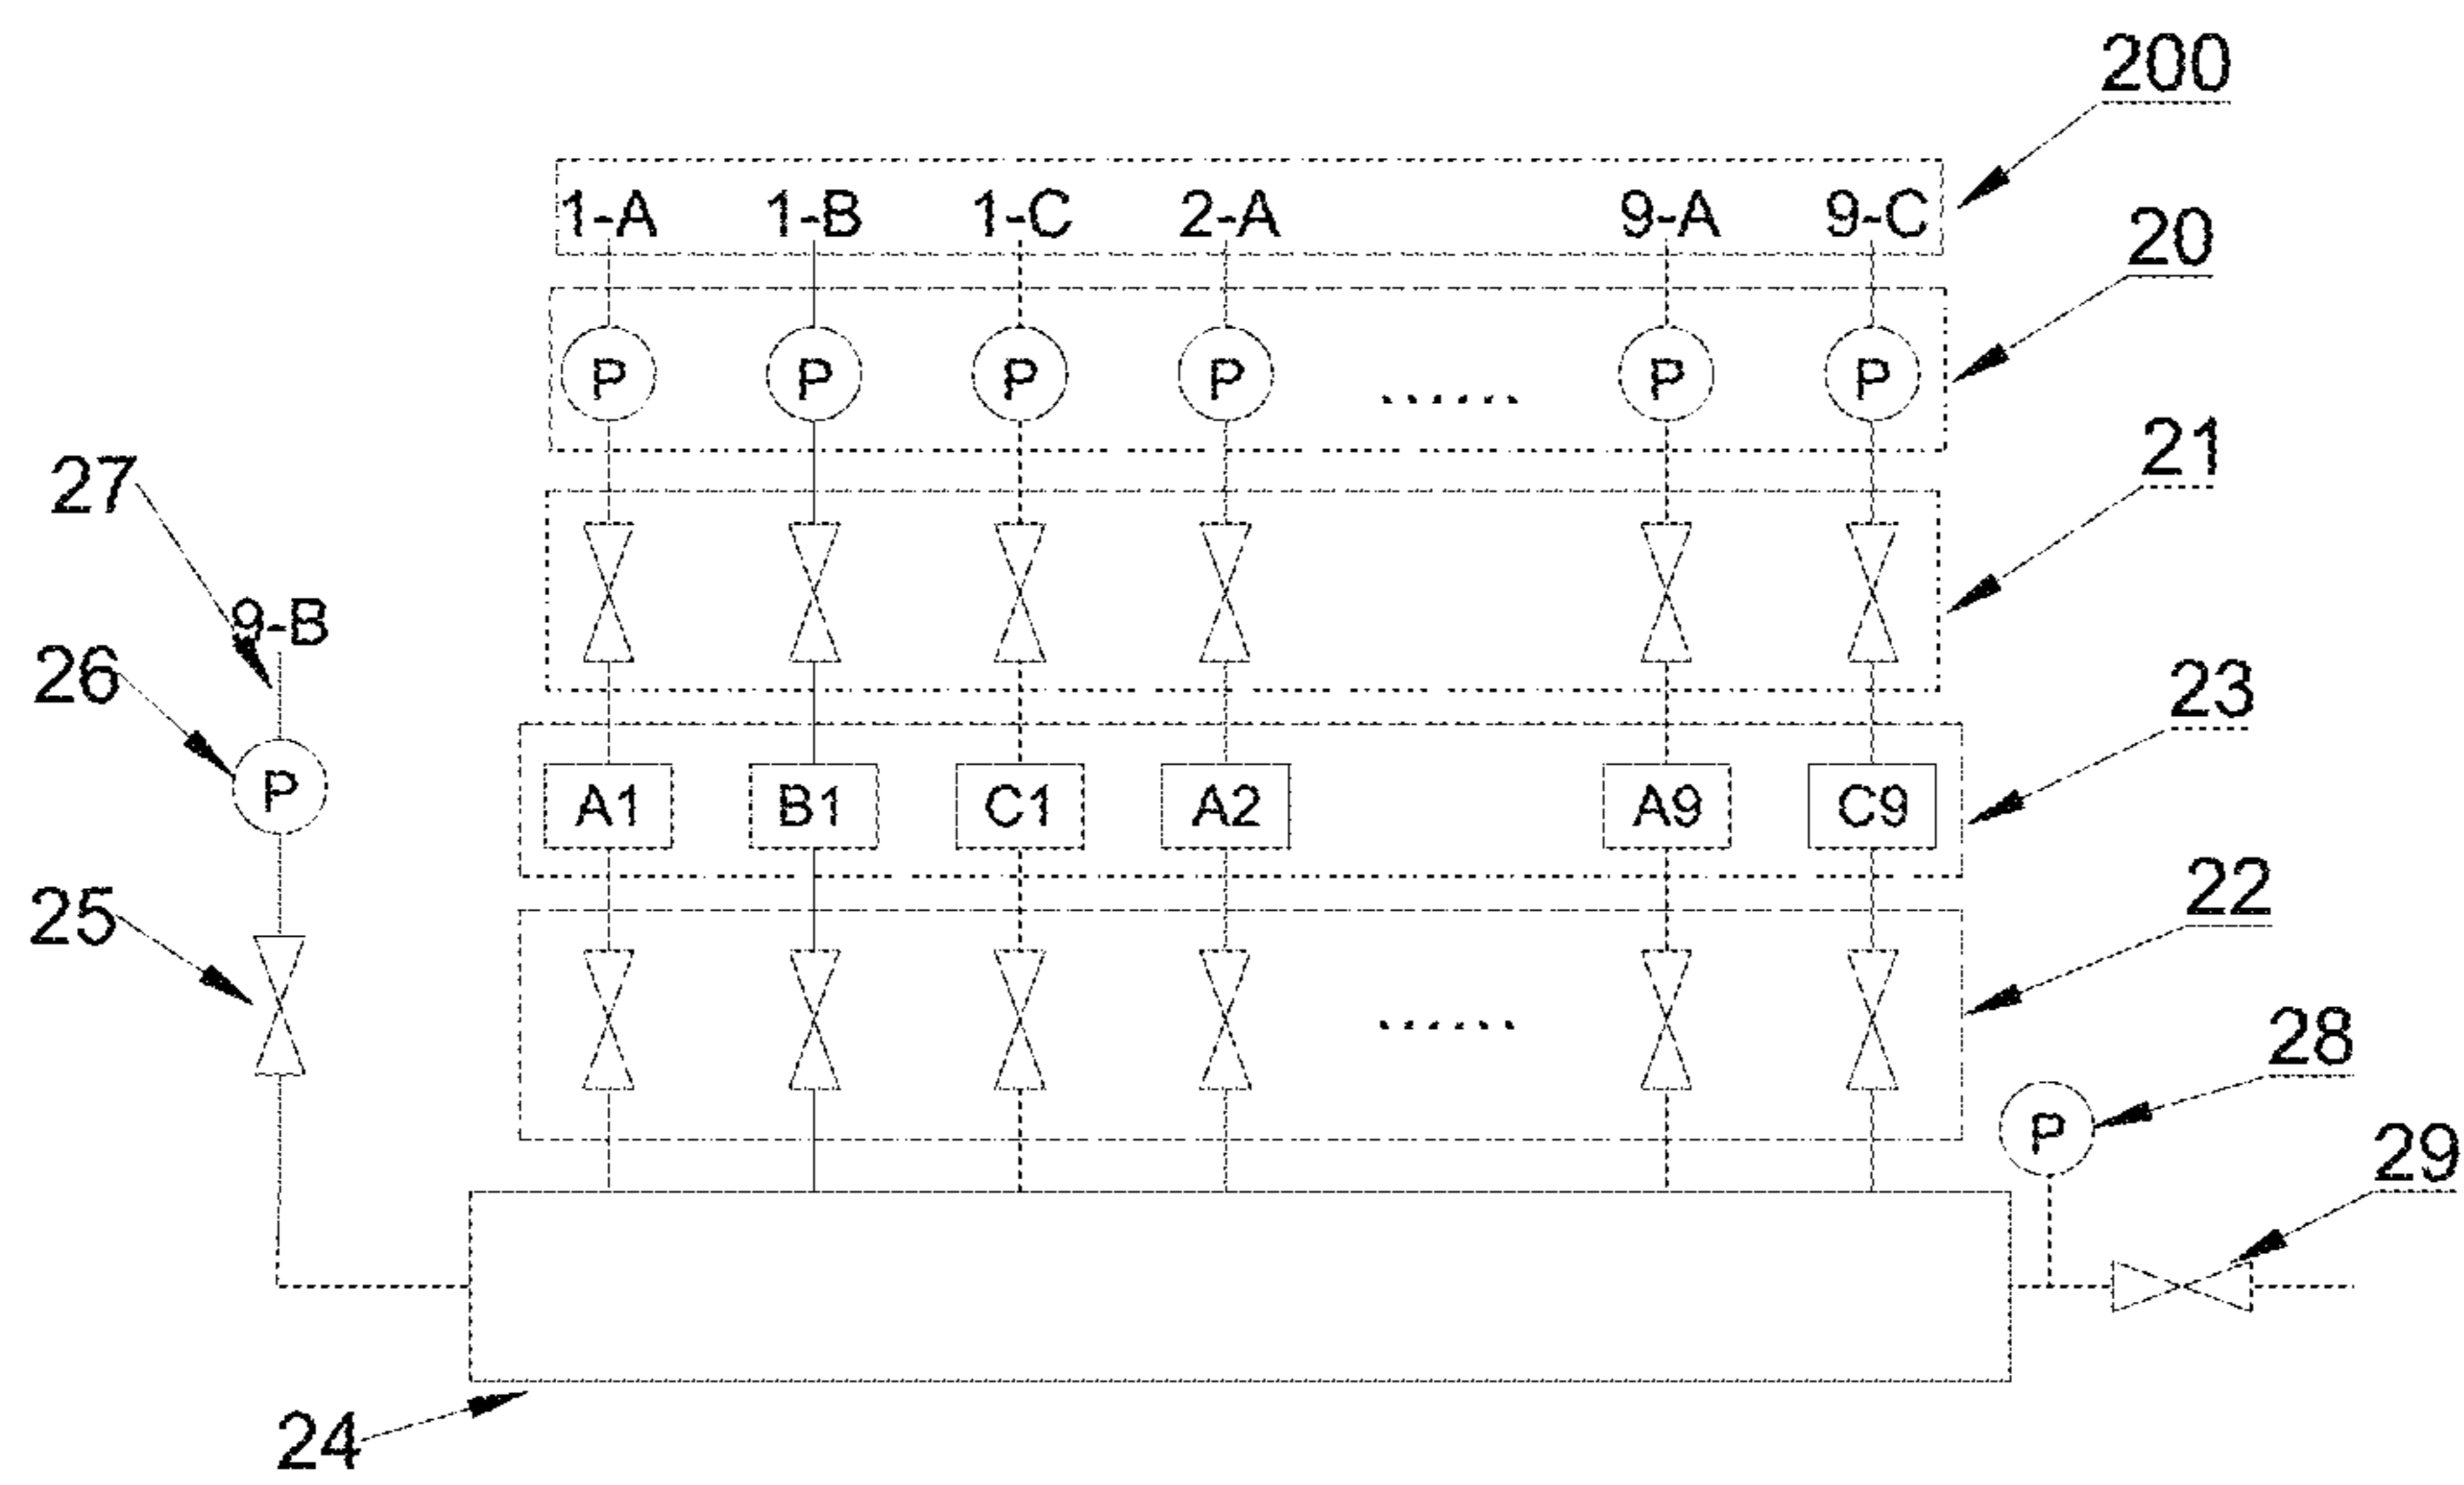 200
1-A 1-B 1-C 2-A 9-A 9-C
20
P P P P ...... P P
21
27
9-B
26
P
23
A1 B1 C1 A2 A9 C9
22
25
......
28
P
29
24